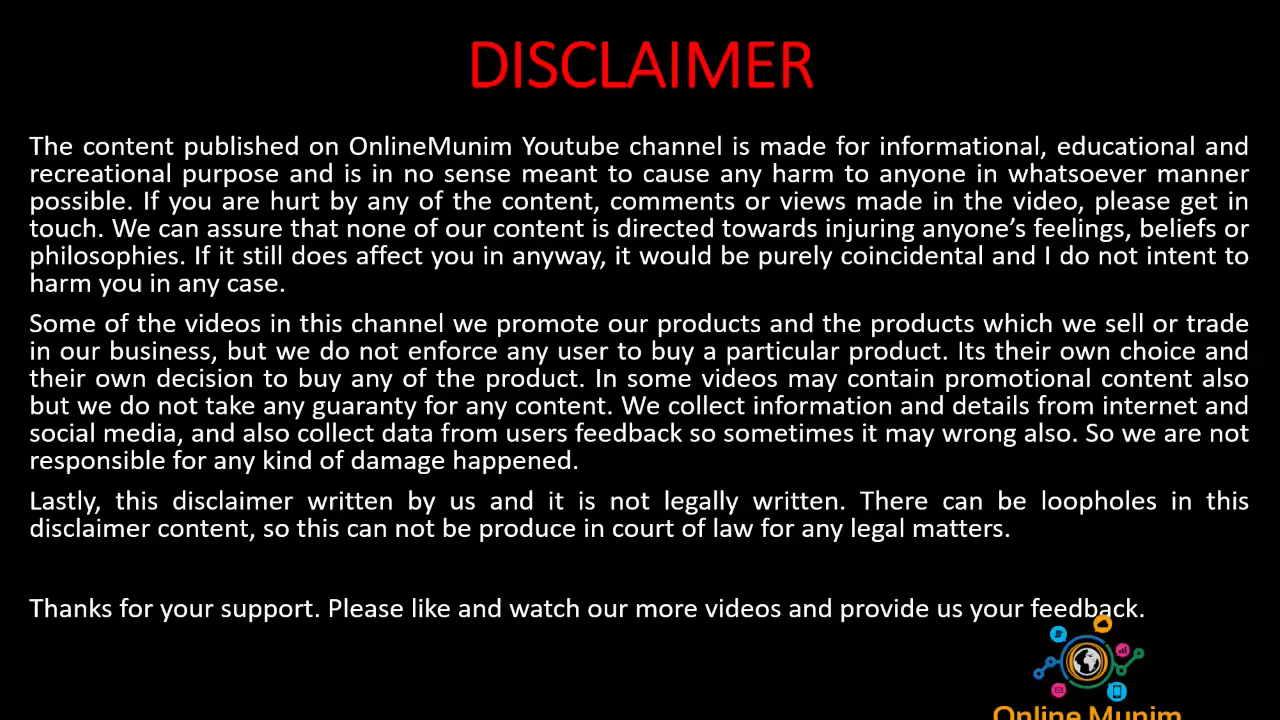 DISCLAIMER
The content published on OnlineMunim Youtube channel is made for informational, educational and
recreational purpose and is in no sense meant to cause any harm to anyone in whatsoever manner
possible. If you are hurt by any of the content, comments or views made in the video, please get in
touch. We can assure that none of our content is directed towards injuring anyone’s feelings, beliefs or
philosophies. If it still does affect you in anyway, it would be purely coincidental and I do not intent to
harm you in any case.
Some of the videos in this channel we promote our products and the products which we sell or trade
in our business, but we do not enforce any user to buy a particular product. Its their own choice and
their own decision to buy any of the product. In some videos may contain promotional content also
but we do not take any guaranty for any content. We collect information and details from internet and
social media, and also collect data from users feedback so sometimes it may wrong also. So we are not
responsible for any kind of damage happened.
Lastly, this disclaimer written by us and it is not legally written. There can be loopholes in this
disclaimer content, so this can not be produce in court of law for any legal matters.
Thanks for your support. Please like and watch our more videos and provide us your feedback.
Online Munim